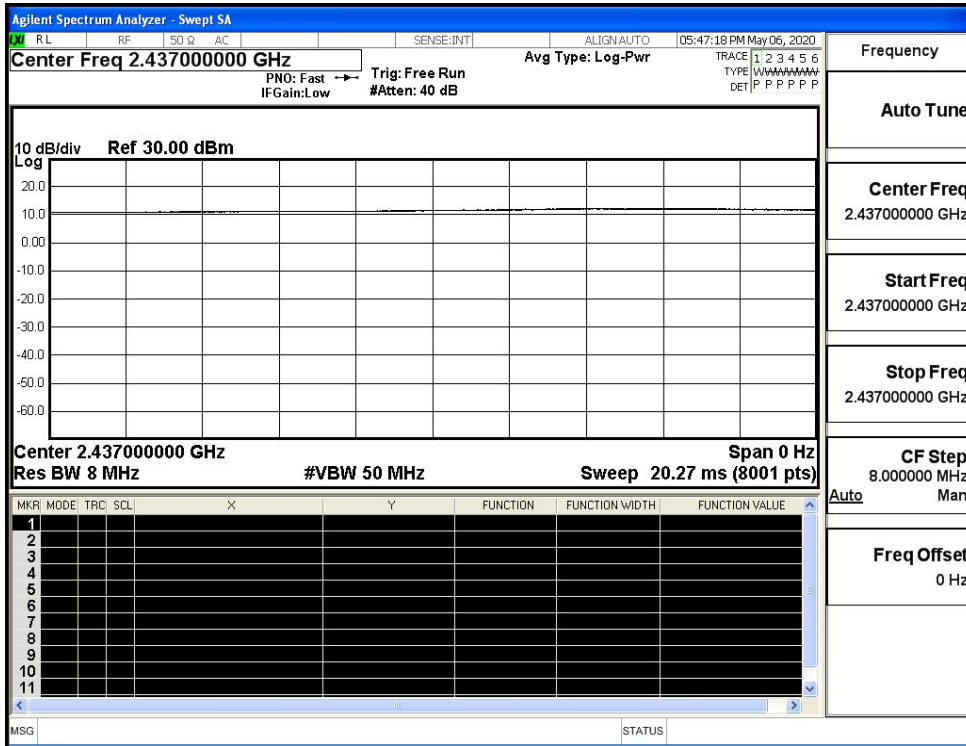 Agilent Spectrum Analyzer - Swept SA
LXI RL RF 50 Ω AC SENSE:INT ALIGN AUTO 05:47:18 PM May 06, 2020
Center Freq 2.437000000 GHz
PNO: Fast
IFGain:Low
Trig: Free Run
#Atten: 40 dB
Avg Type: Log-Pwr
TRACE 1 2 3 4 5 6
TYPE
DET P P P P P P
10 dB/div Ref 30.00 dBm
Log
20.0
10.0
0.00
-10.0
-20.0
-30.0
-40.0
-50.0
-60.0
Center 2.437000000 GHz Span 0 Hz
Res BW 8 MHz #VBW 50 MHz Sweep 20.27 ms (8001 pts)
MKR MODE TRC SCL X Y FUNCTION FUNCTION WIDTH FUNCTION VALUE
1
2
3
4
5
6
7
8
9
10
11
MSG STATUS
Frequency
Auto Tune
Center Freq
2.437000000 GHz
Start Freq
2.437000000 GHz
Stop Freq
2.437000000 GHz
CF Step
8.000000 MHz
Auto Man
Freq Offset
0 Hz